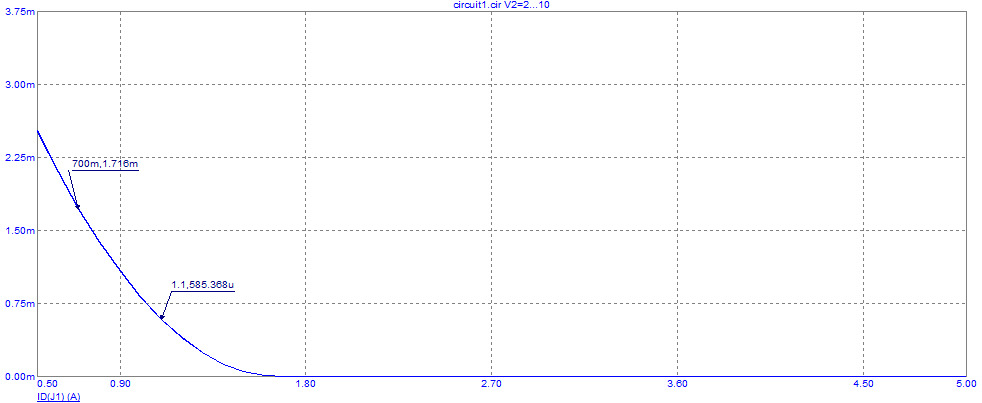 circuit1.cir V2=2...10
3.75m
3.00m
2.25m
700m,1.716m
1.50m
1.1,585.368u
0.75m
0.00m
0.50 0.90 1.80 2.70 3.60 4.50 5.00
ID(J1) (A)